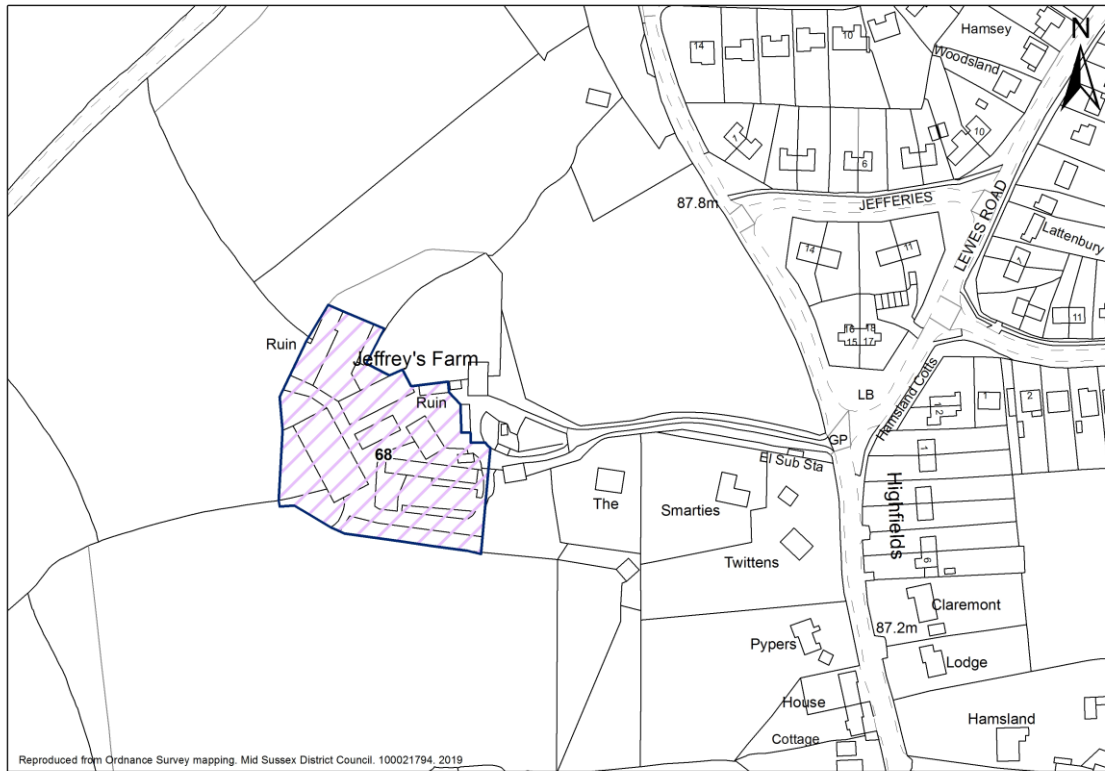 Hamsey
N
14
10
Woodsland
1
6
10
87.8m
JEFFERIES
LEWES ROAD
Lattenbury
14
11
7
11
16
18
15
17
Ruin
Jeffrey's Farm
Ruin
LB
Hamsland Cotts
12
1
2
GP
1
68
El Sub Sta
The
Smarties
Highfields
Twittens
6
Claremont
87.2m
Pypers
Lodge
House
Hamsland
Cottage
Reproduced from Ordnance Survey mapping. Mid Sussex District Council. 100021794. 2019